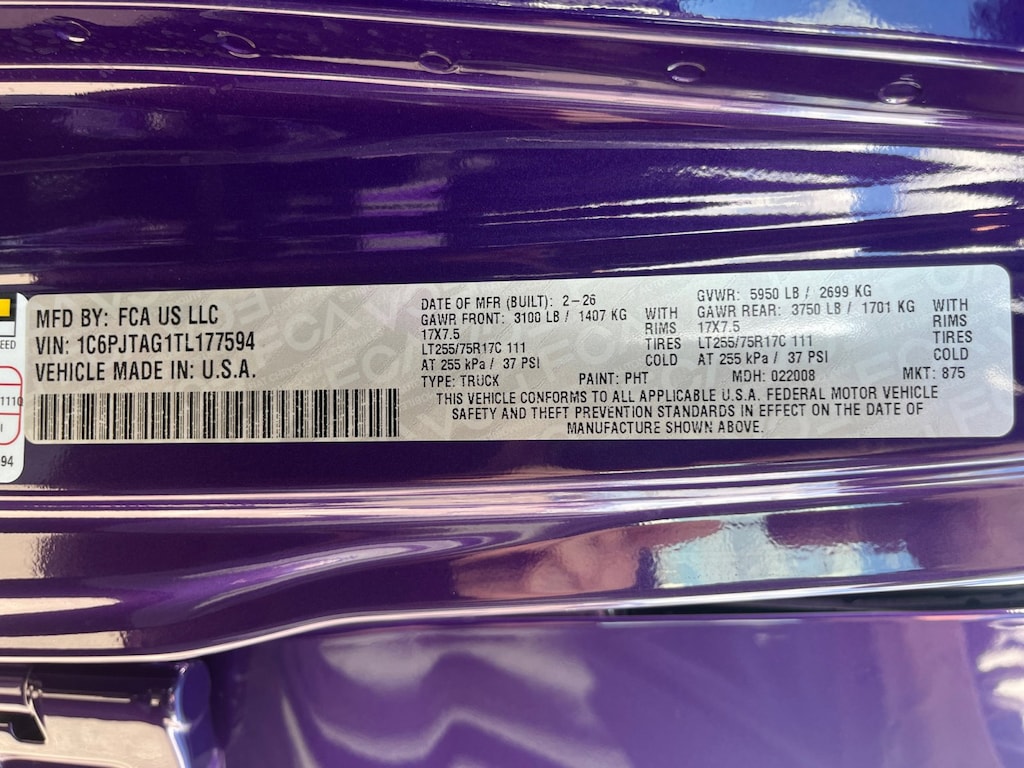 MFD BY: FCA US LLC
VIN: 1C6PJTAG1TL177594
VEHICLE MADE IN: U.S.A.
DATE OF MFR (BUILT): 2-26
GAWR FRONT: 3100 LB / 1407 KG WITH
17X7.5 RIMS
LT255/75R17C 111 TIRES
AT 255 kPa / 37 PSI COLD
GVWR: 5950 LB / 2699 KG
GAWR REAR: 3750 LB / 1701 KG WITH
17X7.5 RIMS
LT255/75R17C 111 TIRES
AT 255 kPa / 37 PSI COLD
TYPE: TRUCK PAINT: PHT MDH: 022008 MKT: 875
THIS VEHICLE CONFORMS TO ALL APPLICABLE U.S.A. FEDERAL MOTOR VEHICLE
SAFETY AND THEFT PREVENTION STANDARDS IN EFFECT ON THE DATE OF
MANUFACTURE SHOWN ABOVE.
EED
94